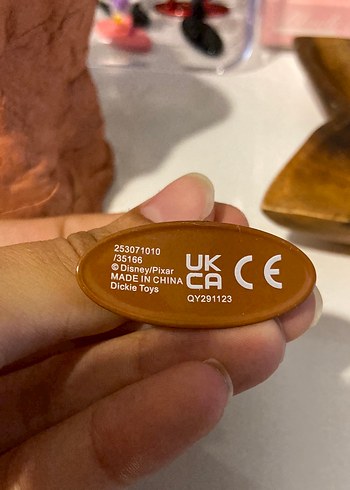 253071010
/35166
© Disney/Pixar
MADE IN CHINA
Dickie Toys
UK
CA
CE
QY291123